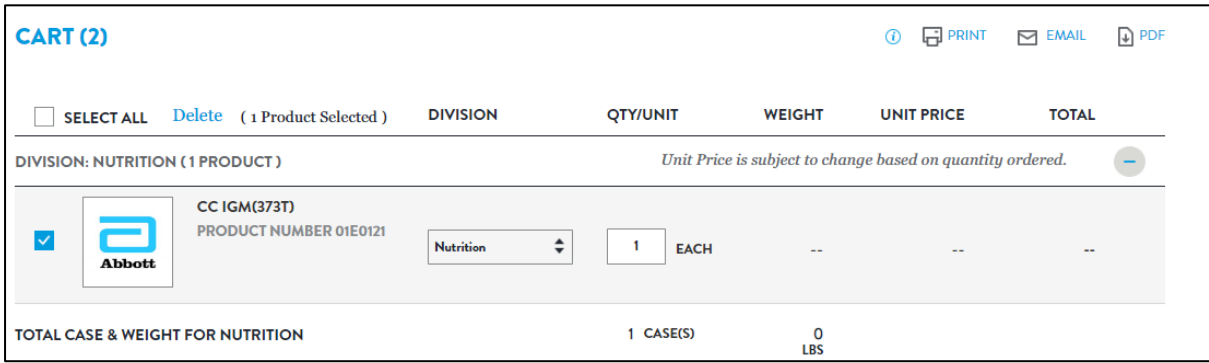 CART (2)
i PRINT EMAIL PDF
SELECT ALL Delete ( 1 Product Selected ) DIVISION QTY/UNIT WEIGHT UNIT PRICE TOTAL
DIVISION: NUTRITION ( 1 PRODUCT ) Unit Price is subject to change based on quantity ordered.
CC IGM(373T)
PRODUCT NUMBER 01E0121
Abbott Nutrition 1 EACH -- -- --
TOTAL CASE & WEIGHT FOR NUTRITION 1 CASE(S) 0
LBS